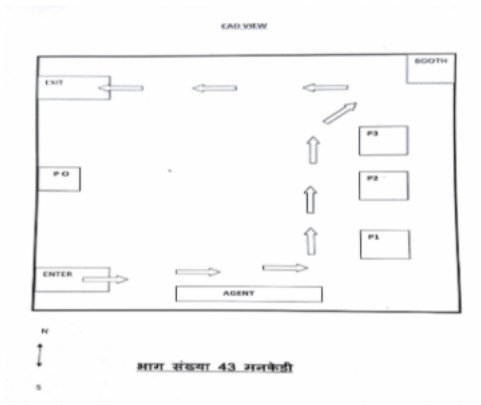 CAD VIEW
BOOTH
EXIT
P3
P O
P2
P1
ENTER
AGENT
N
S
भाग संख्या 43 मनकेडी